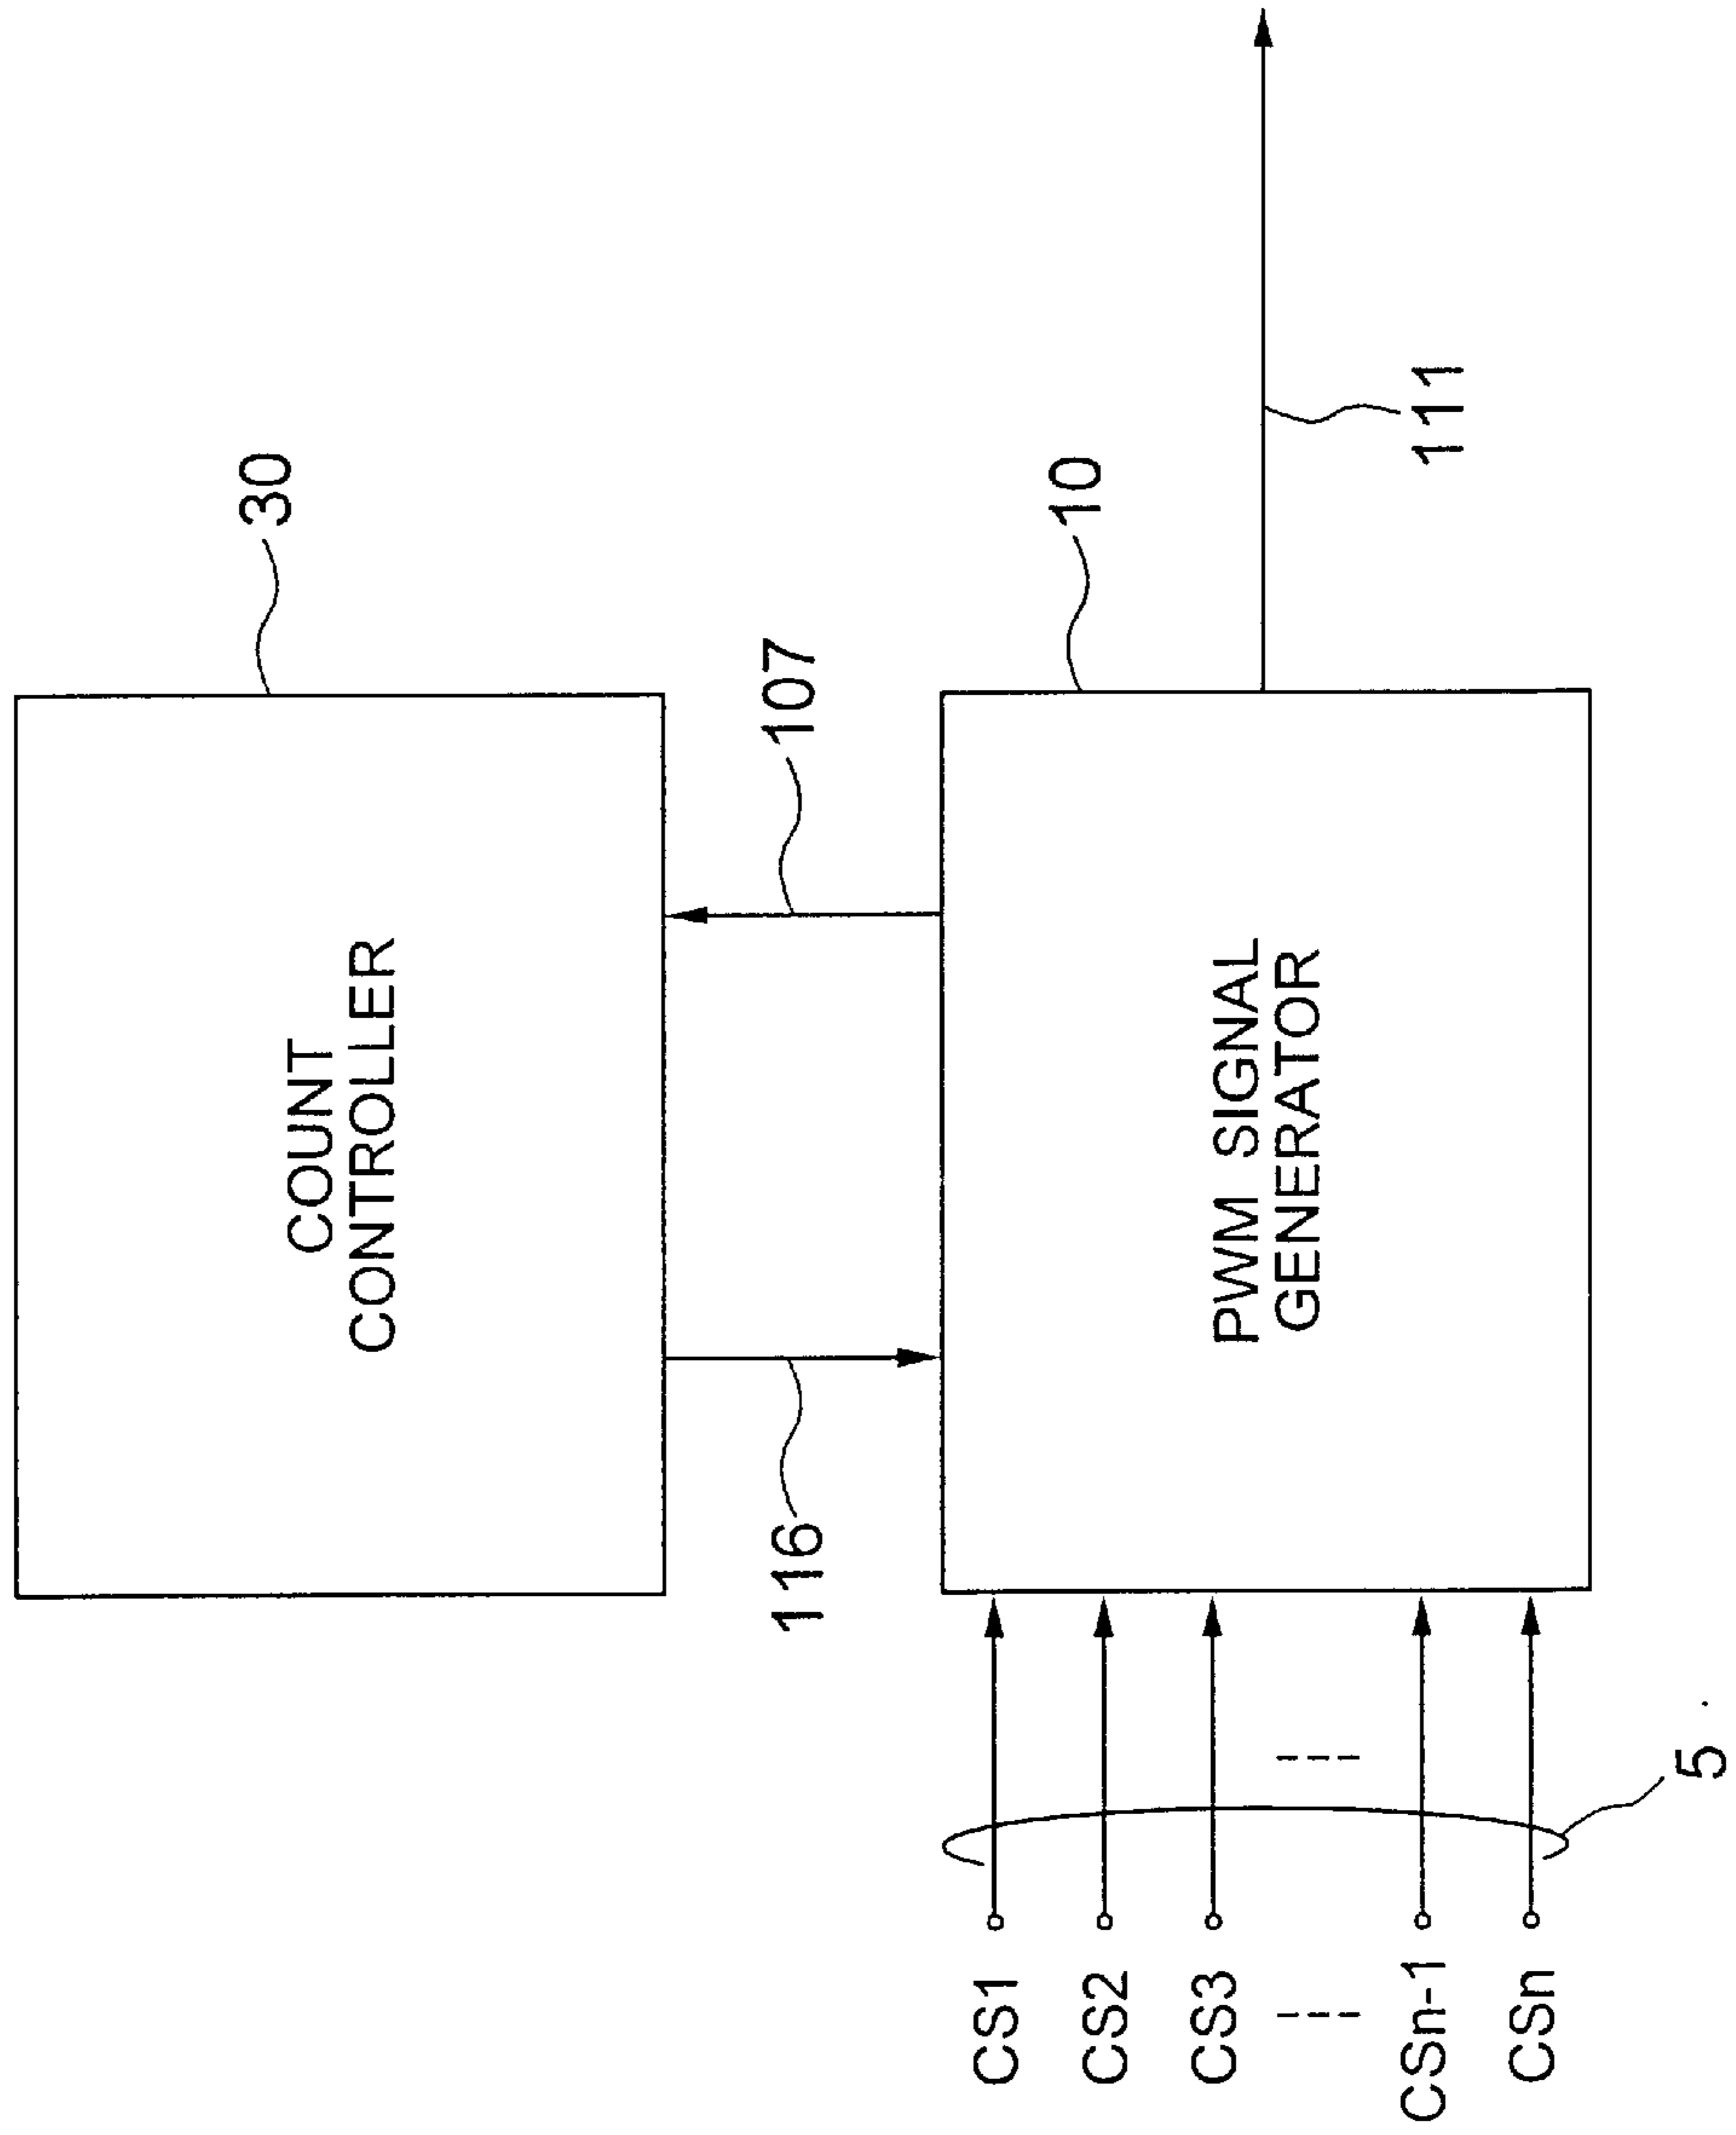 30
COUNT
CONTROLLER
116
107
10
PWM SIGNAL
GENERATOR
CS1
CS2
CS3
CSn-1
CSn
5
111